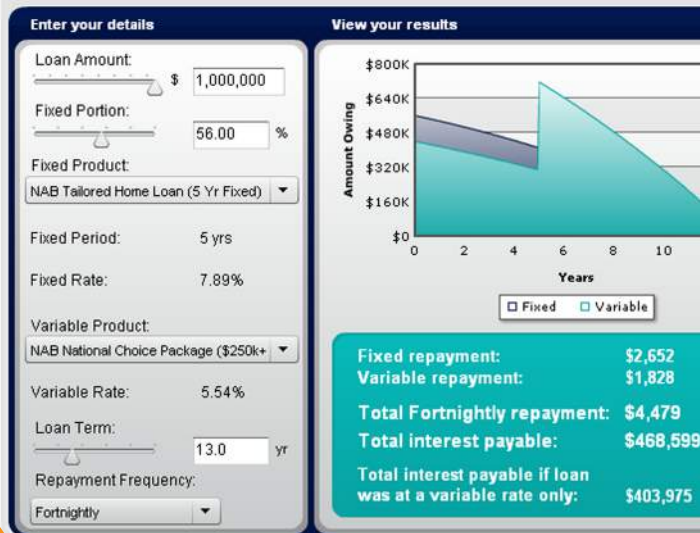 Enter your details
Loan Amount:
$ 1,000,000
Fixed Portion:
56.00 %
Fixed Product:
NAB Tailored Home Loan (5 Yr Fixed)
Fixed Period: 5 yrs
Fixed Rate: 7.89%
Variable Product:
NAB National Choice Package ($250k+
Variable Rate: 5.54%
Loan Term:
13.0 yr
Repayment Frequency:
Fortnightly
View your results
Amount Owing
$800K
$640K
$480K
$320K
$160K
$0
0 2 4 6 8 10
Years
Fixed Variable
Fixed repayment: $2,652
Variable repayment: $1,828
Total Fortnightly repayment: $4,479
Total interest payable: $468,599
Total interest payable if loan
was at a variable rate only: $403,975